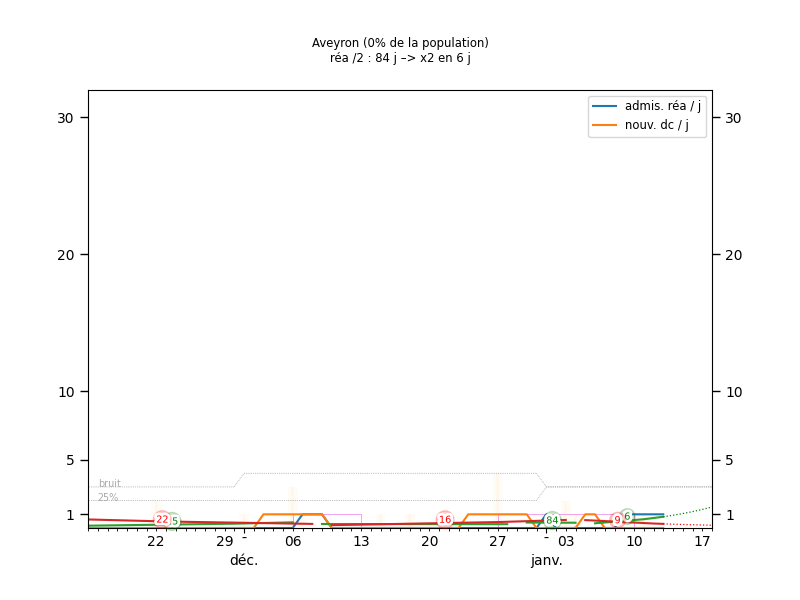 Aveyron (0% de la population)
réa /2 : 84 j –> x2 en 6 j
admis. réa / j
nouv. dc / j
30 30
20 20
10 10
5 5
bruit
25%
1 1
22 5 16 84 9 6
22 29 - 06 13 20 27 - 03 10 17
déc. janv.